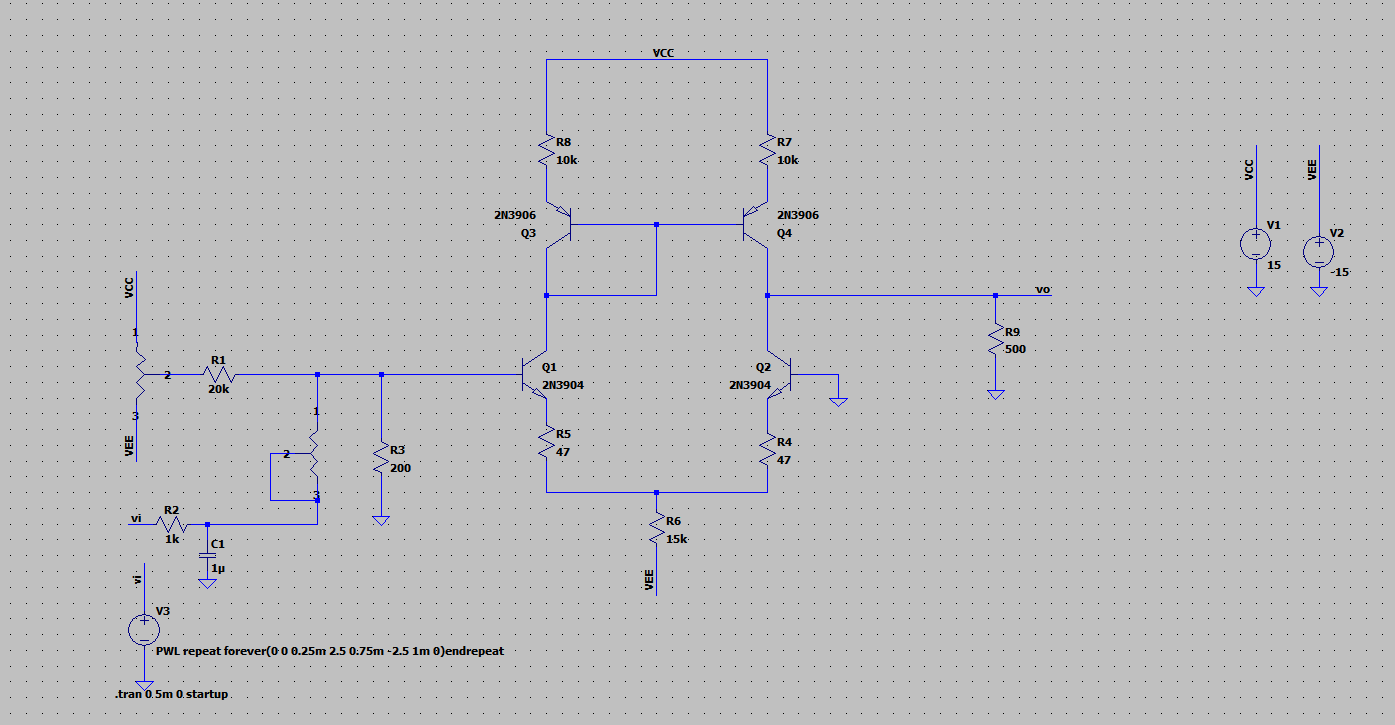 VCC
R8
10k
R7
10k
2N3906
Q3
2N3906
Q4
VCC
VEE
V1
15
V2
-15
VCC
1
2
3
VEE
R1
20k
1
2
3
R3
200
Q1
2N3904
Q2
2N3904
R5
47
R4
47
R6
15k
VEE
vo
R9
500
vi
R2
1k
C1
1µ
vi
V3
PWL repeat forever(0 0 0.25m 2.5 0.75m -2.5 1m 0)endrepeat
.tran 0 5m 0 startup